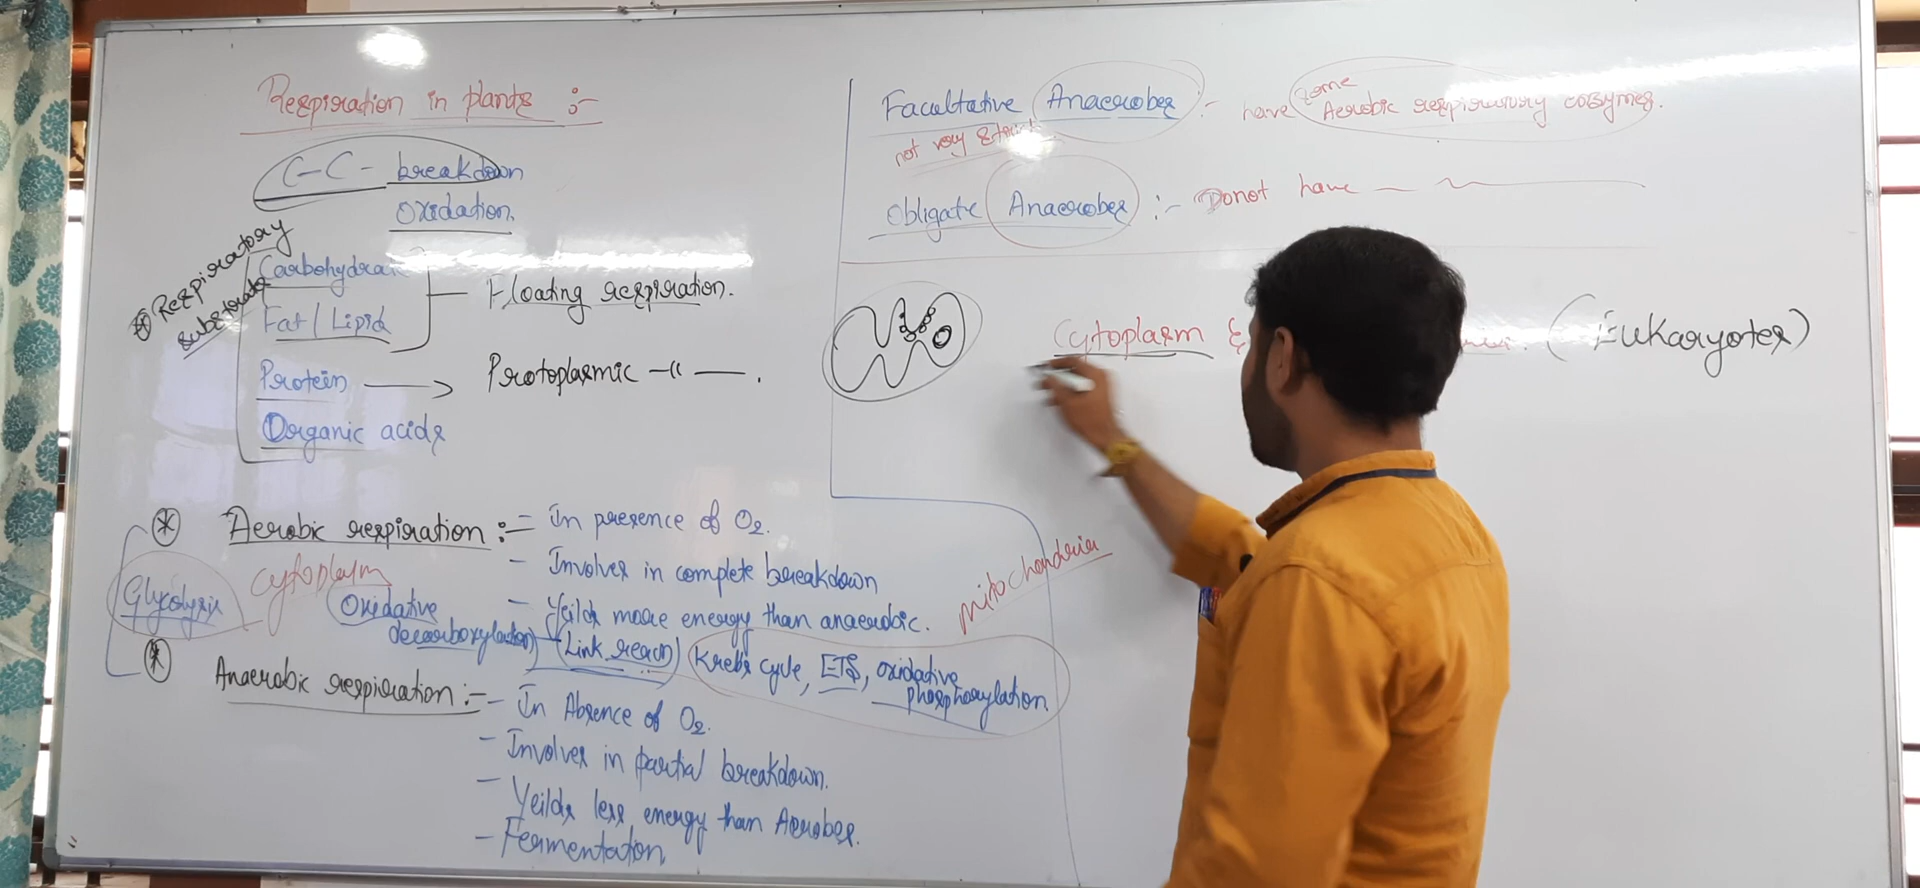 Respiration in plants :-
C-C- breakdown
Oxidation.
* Respiratory
substrate
Carbohydrate
Fat / Lipid
Floating respiration.
Protein → Protoplasmic -〃-.
Organic acids
* Aerobic respiration :- - In presence of O2.
- Involves in complete breakdown
- Yeilds more energy than anaerobic.
Glycolysis
cytoplasm
Oxidative
decarboxylation)
(Link reacn)
Krebs cycle, ETS, oxidative
phosphorylation.
mitochondria
* Anaerobic respiration :- - In Absence of O2.
- Involves in partial breakdown.
- Yeilds less energy than Aerobes.
- Fermentation
Facultative Anaerobes :- have some
Aerobic respiratory enzymes.
not very
Obligate Anaerobes :- Donot have
Cytoplasm & (Eukaryotes)